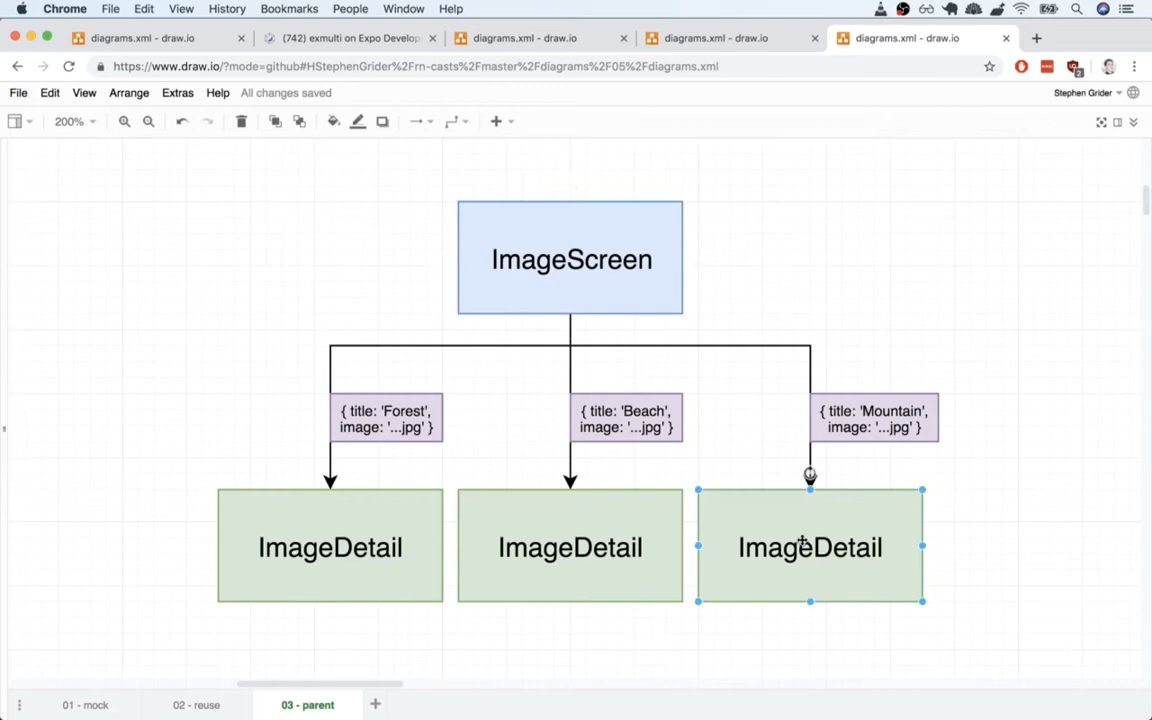 Chrome File Edit View History Bookmarks People Window Help
diagrams.xml - draw.io
(742) exmulti on Expo Develop
diagrams.xml - draw.io
diagrams.xml - draw.io
diagrams.xml - draw.io
https://www.draw.io/?mode=github#HStephenGrider%2Frn-casts%2Fmaster%2Fdiagrams%2F05%2Fdiagrams.xml
2
File Edit View Arrange Extras Help All changes saved
Stephen Grider
200%
ImageScreen
{ title: 'Forest',
image: '...jpg' }
{ title: 'Beach',
image: '...jpg' }
{ title: 'Mountain',
image: '...jpg' }
ImageDetail
ImageDetail
ImageDetail
01 - mock
02 - reuse
03 - parent